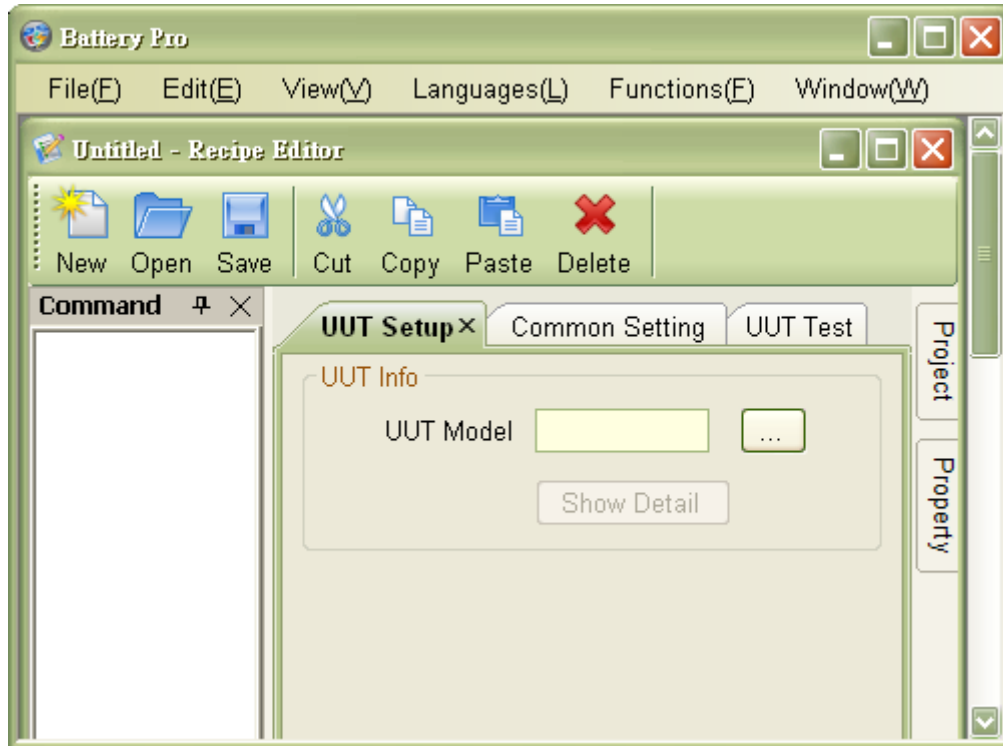 Battery Pro
File(F) Edit(E) View(V) Languages(L) Functions(F) Window(W)
Untitled - Recipe Editor
New Open Save Cut Copy Paste Delete
Command
UUT Setup Common Setting UUT Test
UUT Info
UUT Model ...
Show Detail
Project
Property